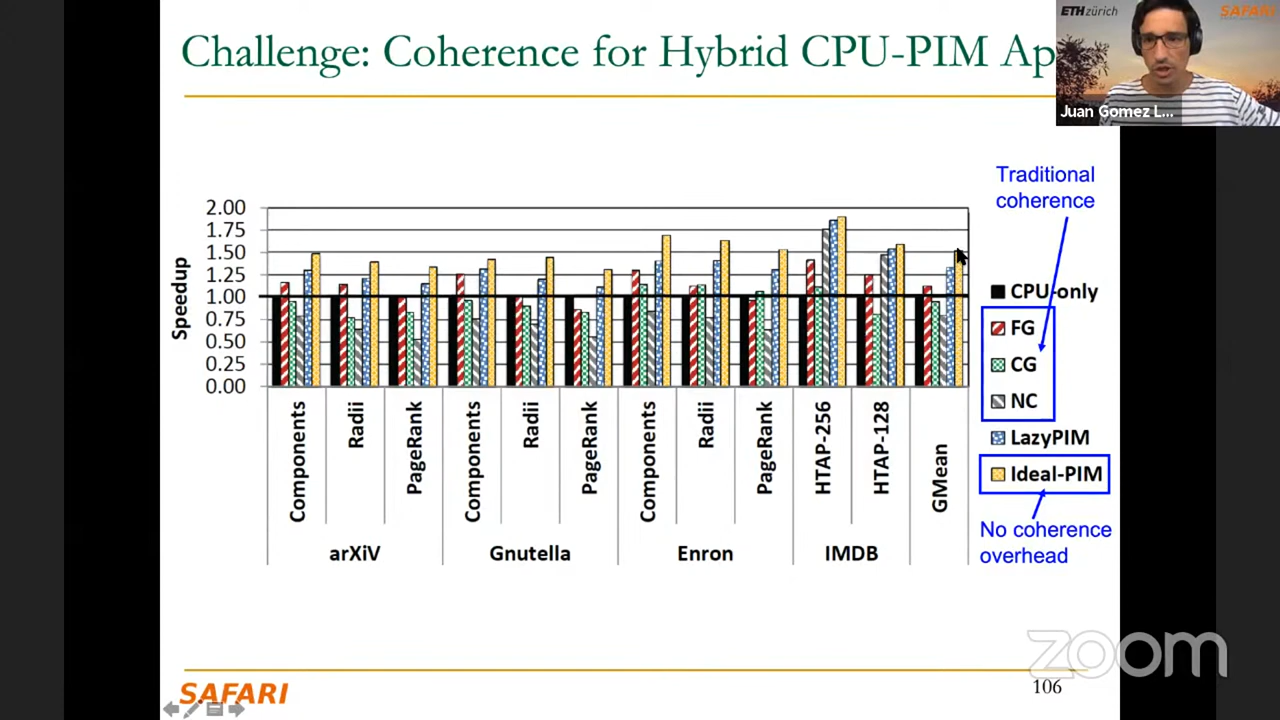 Challenge: Coherence for Hybrid CPU-PIM Ap
ETH zürich
SAFARI
Juan Gomez L...
Traditional
coherence
Speedup
2.00
1.75
1.50
1.25
1.00
0.75
0.50
0.25
0.00
CPU-only
FG
CG
NC
LazyPIM
Ideal-PIM
No coherence
overhead
Components
Radii
PageRank
Components
Radii
PageRank
Components
Radii
PageRank
HTAP-256
HTAP-128
GMean
arXiV
Gnutella
Enron
IMDB
zoom
SAFARI
106